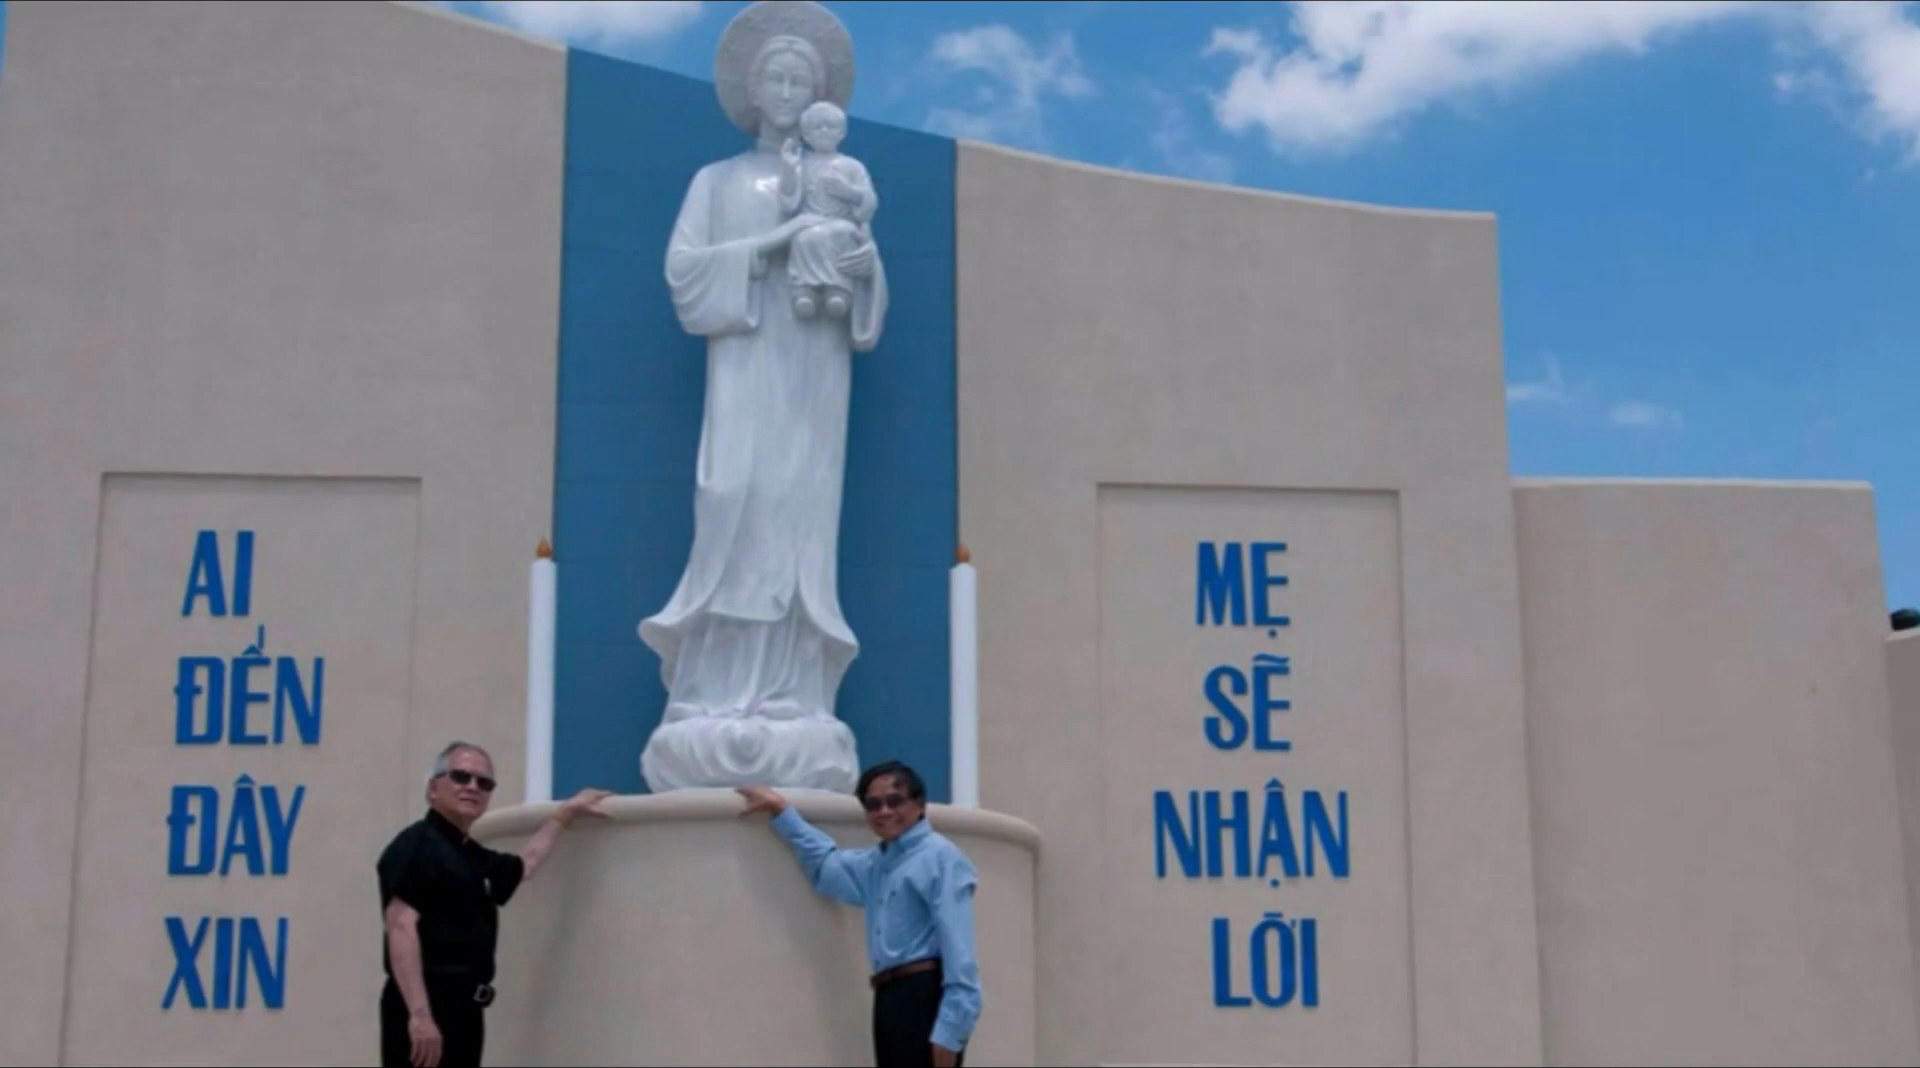 AI
ĐẾN
ĐÂY
XIN
MẸ
SẼ
NHẬN
LỜI